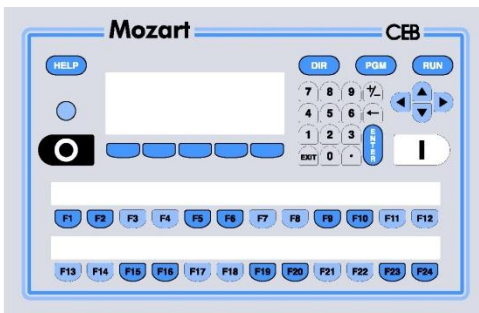 Mozart CEB
HELP DIR PGM RUN
7 8 9 +/-
4 5 6 ←
1 2 3 ENTER
EXIT 0 .
O I
F1 F2 F3 F4 F5 F6 F7 F8 F9 F10 F11 F12
F13 F14 F15 F16 F17 F18 F19 F20 F21 F22 F23 F24